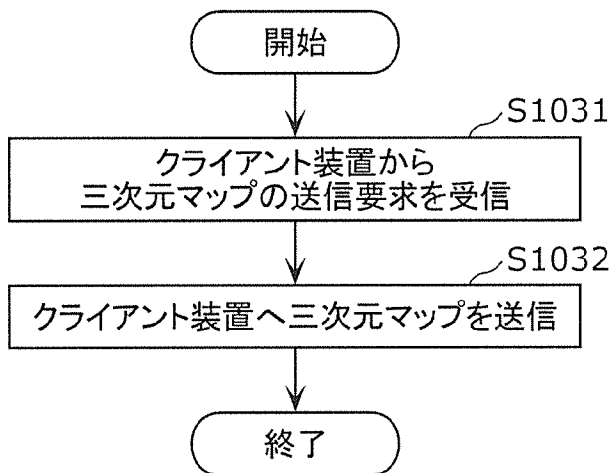 開始
S1031
クライアント装置から
三次元マップの送信要求を受信
S1032
クライアント装置へ三次元マップを送信
終了